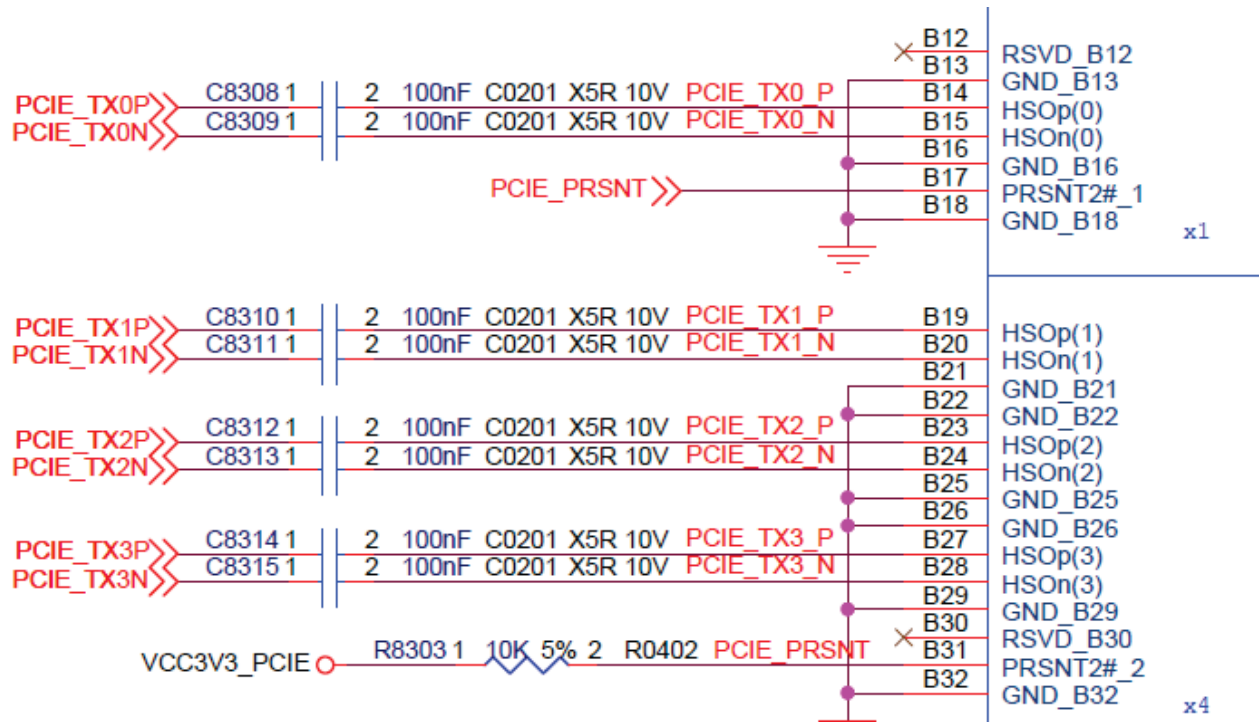 B12 RSVD_B12
B13 GND_B13
PCIE_TX0P C8308 1 2 100nF C0201 X5R 10V PCIE_TX0_P B14 HSOp(0)
PCIE_TX0N C8309 1 2 100nF C0201 X5R 10V PCIE_TX0_N B15 HSOn(0)
B16 GND_B16
PCIE_PRSNT B17 PRSNT2#_1
B18 GND_B18
x1
PCIE_TX1P C8310 1 2 100nF C0201 X5R 10V PCIE_TX1_P B19 HSOp(1)
PCIE_TX1N C8311 1 2 100nF C0201 X5R 10V PCIE_TX1_N B20 HSOn(1)
B21 GND_B21
B22 GND_B22
PCIE_TX2P C8312 1 2 100nF C0201 X5R 10V PCIE_TX2_P B23 HSOp(2)
PCIE_TX2N C8313 1 2 100nF C0201 X5R 10V PCIE_TX2_N B24 HSOn(2)
B25 GND_B25
B26 GND_B26
PCIE_TX3P C8314 1 2 100nF C0201 X5R 10V PCIE_TX3_P B27 HSOp(3)
PCIE_TX3N C8315 1 2 100nF C0201 X5R 10V PCIE_TX3_N B28 HSOn(3)
B29 GND_B29
B30 RSVD_B30
VCC3V3_PCIE R8303 1 10K 5% 2 R0402 PCIE_PRSNT B31 PRSNT2#_2
B32 GND_B32
x4